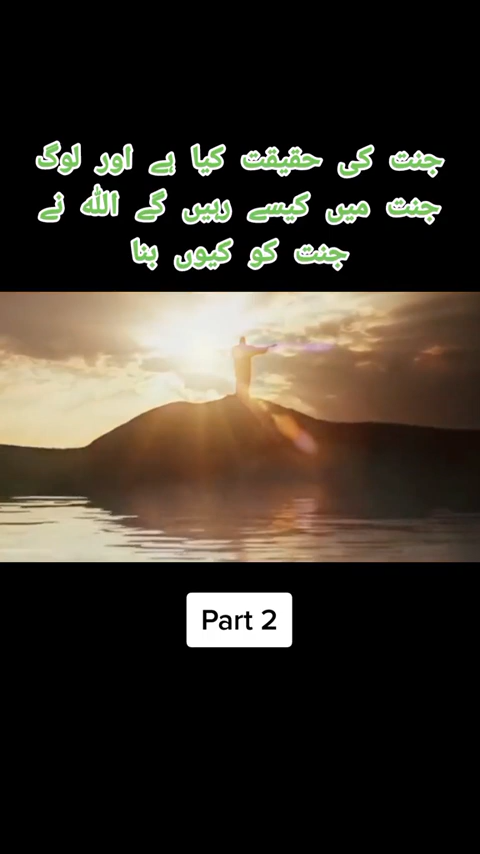 جنت کی حقیقت کیا ہے اور لوگ
جنت میں کیسے رہیں گے الله نے
جنت کو کیوں بنا
Part 2